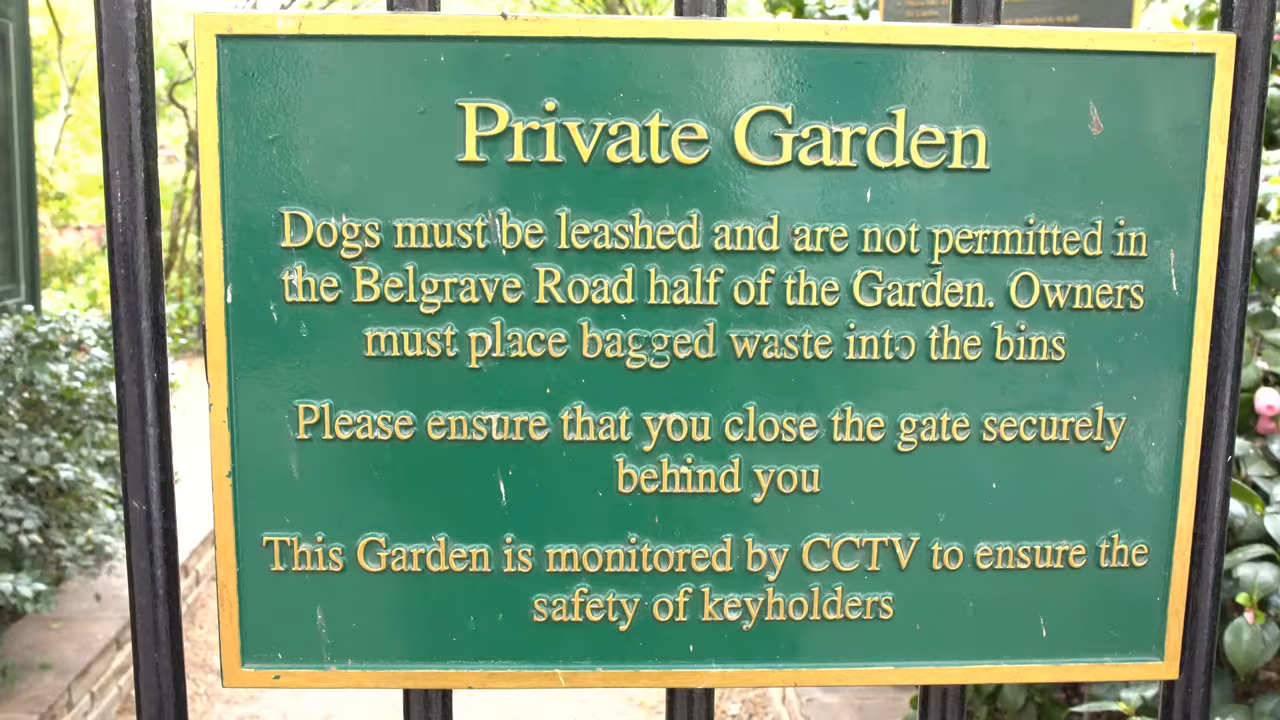 Private Garden
Dogs must be leashed and are not permitted in
the Belgrave Road half of the Garden. Owners
must place bagged waste into the bins
Please ensure that you close the gate securely
behind you
This Garden is monitored by CCTV to ensure the
safety of keyholders